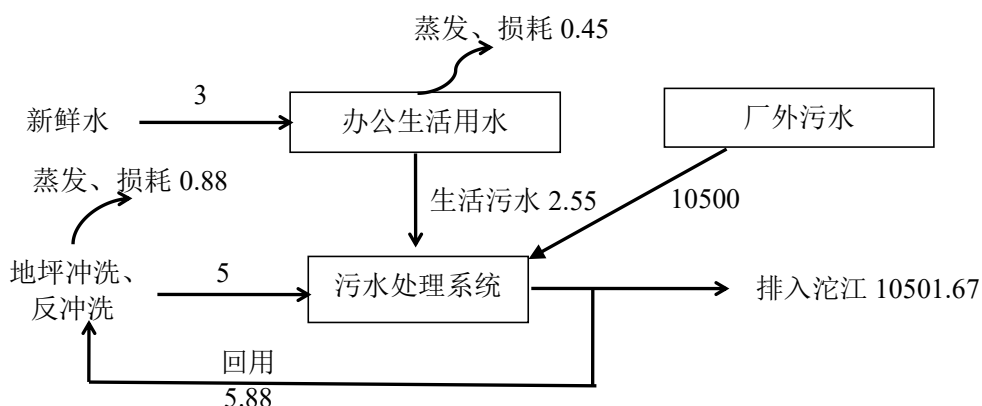 蒸发、损耗 0.45
3
新鲜水
办公生活用水
厂外污水
蒸发、损耗 0.88
生活污水 2.55
10500
地坪冲洗、
反冲洗
5
污水处理系统
排入沱江 10501.67
回用
5.88